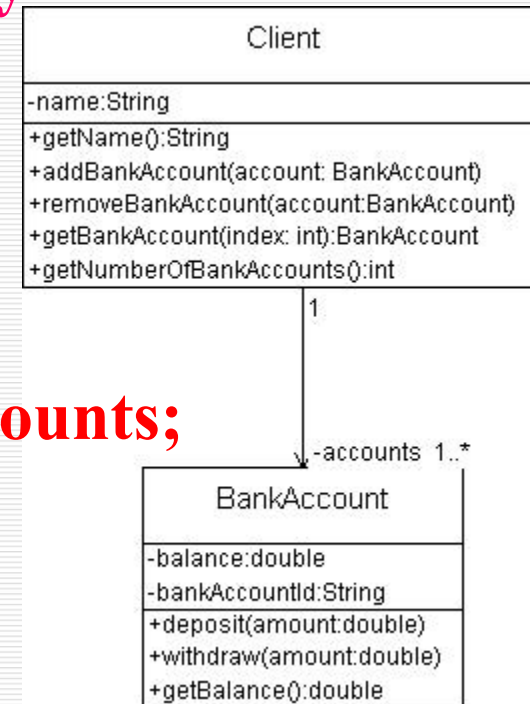 Client
-name:String
+getName():String
+addBankAccount(account: BankAccount)
+removeBankAccount(account:BankAccount)
+getBankAccount(index: int):BankAccount
+getNumberOfBankAccounts():int
1
ounts;
-accounts 1..*
BankAccount
-balance:double
-bankAccountId:String
+deposit(amount:double)
+withdraw(amount:double)
+getBalance():double